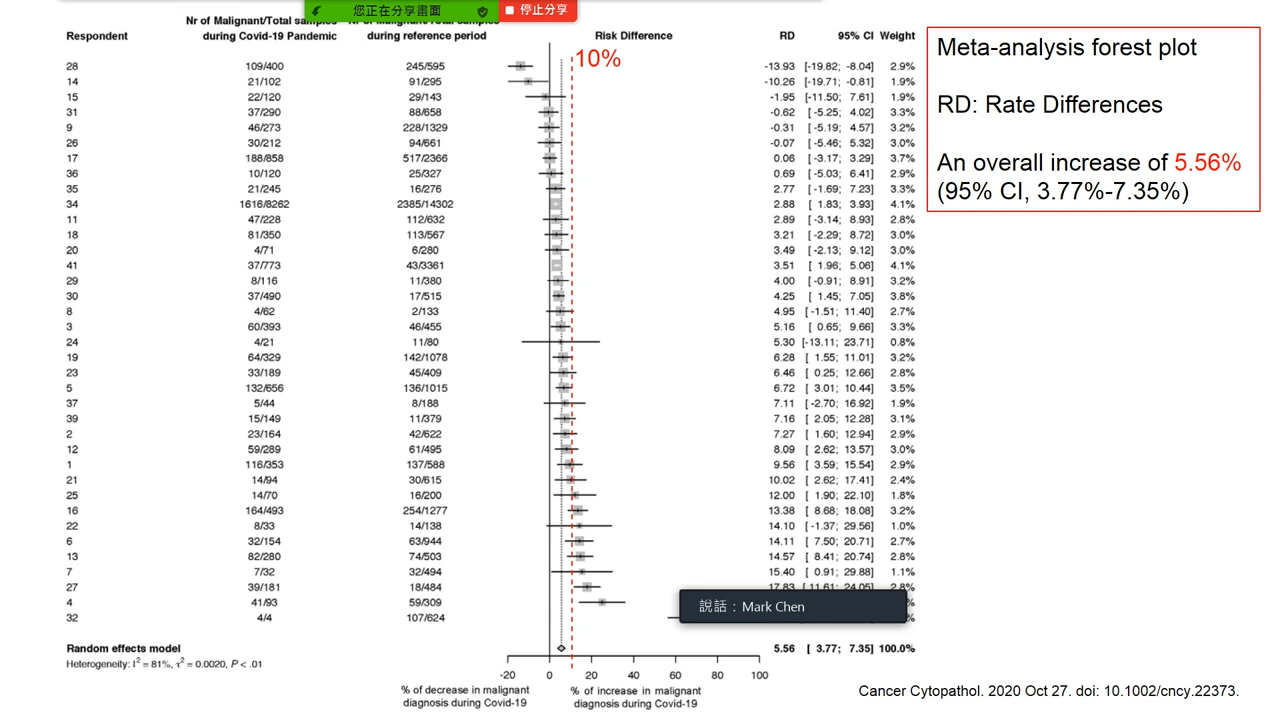 您正在分享畫面 停止分享
Nr of Malignant/Total samples
Respondent during Covid-19 Pandemic during reference period Risk Difference RD 95% CI Weight
10%
28 109/400 245/595 -13.93 [-19.82; -8.04] 2.9%
14 21/102 91/295 -10.26 [-19.71; -0.81] 1.9%
15 22/120 29/143 -1.95 [-11.50; 7.61] 1.9%
31 37/290 88/658 -0.62 [-5.25; 4.02] 3.3%
9 46/273 228/1329 -0.31 [-5.19; 4.57] 3.2%
26 30/212 94/661 -0.07 [-5.46; 5.32] 3.0%
17 188/858 517/2366 0.06 [-3.17; 3.29] 3.7%
36 10/120 25/327 0.69 [-5.03; 6.41] 2.9%
35 21/245 16/276 2.77 [-1.69; 7.23] 3.3%
34 1616/8262 2385/14302 2.88 [1.83; 3.93] 4.1%
11 47/228 112/632 2.89 [-3.14; 8.93] 2.8%
18 81/350 113/567 3.21 [-2.29; 8.72] 3.0%
20 4/71 6/280 3.49 [-2.13; 9.12] 3.0%
41 37/773 43/3361 3.51 [1.96; 5.06] 4.1%
29 8/116 11/380 4.00 [-0.91; 8.91] 3.2%
30 37/490 17/515 4.25 [1.45; 7.05] 3.8%
8 4/62 2/133 4.95 [-1.51; 11.40] 2.7%
3 60/393 46/455 5.16 [0.65; 9.66] 3.3%
24 4/21 11/80 5.30 [-13.11; 23.71] 0.8%
19 64/329 142/1078 6.28 [1.55; 11.01] 3.2%
23 33/189 45/409 6.46 [0.25; 12.66] 2.8%
5 132/656 136/1015 6.72 [3.01; 10.44] 3.5%
37 5/44 8/188 7.11 [-2.70; 16.92] 1.9%
39 15/149 11/379 7.16 [2.05; 12.28] 3.1%
2 23/164 42/622 7.27 [1.60; 12.94] 2.9%
12 59/289 61/495 8.09 [2.62; 13.57] 3.0%
1 116/353 137/588 9.56 [3.59; 15.54] 2.9%
21 14/94 30/615 10.02 [2.62; 17.41] 2.4%
25 14/70 16/200 12.00 [1.90; 22.10] 1.8%
16 164/493 254/1277 13.38 [8.68; 18.08] 3.2%
22 8/33 14/138 14.10 [-1.37; 29.56] 1.0%
6 32/154 63/944 14.11 [7.50; 20.71] 2.7%
13 82/280 74/503 14.57 [8.41; 20.74] 2.8%
7 7/32 32/494 15.40 [0.91; 29.88] 1.1%
27 39/181 18/484 17.83 [11.61; 24.05] 2.8%
4 41/93 59/309
32 4/4 107/624
說話：Mark Chen
Random effects model 5.56 [3.77; 7.35] 100.0%
Heterogeneity: I² = 81%, τ² = 0.0020, P < .01
-20 0 20 40 60 80 100
% of decrease in malignant
diagnosis during Covid-19
% of increase in malignant
diagnosis during Covid-19
Meta-analysis forest plot
RD: Rate Differences
An overall increase of 5.56%
(95% CI, 3.77%-7.35%)
Cancer Cytopathol. 2020 Oct 27. doi: 10.1002/cncy.22373.